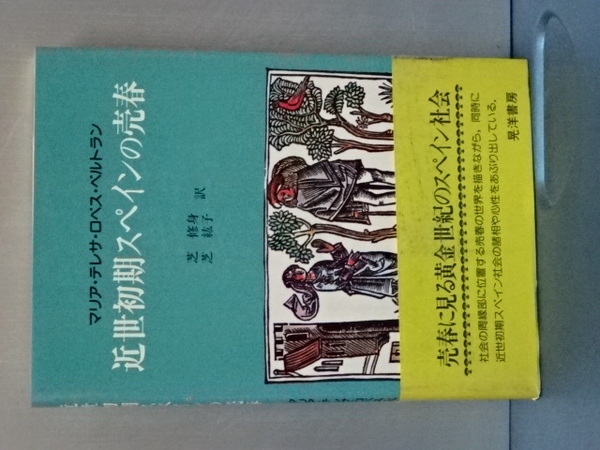 マリア・テレサ・ロペス・ベルトラン
近世初期スペインの売春
芝 修身
芝 紘子 訳
売春に見る黄金世紀のスペイン社会
社会の周縁部に位置する売春の世界を描きながら，同時に
近世初期スペイン社会の諸相や心性をあぶり出している．
晃洋書房